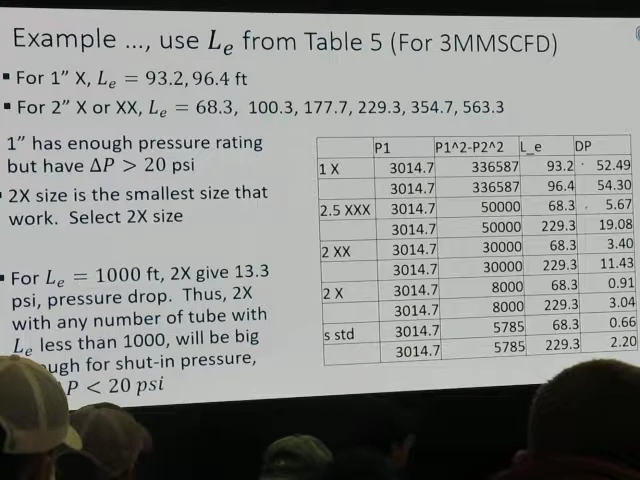 Example ..., use Lₑ from Table 5 (For 3MMSCFD)
▪ For 1" X, Lₑ = 93.2, 96.4 ft
▪ For 2" X or XX, Lₑ = 68.3, 100.3, 177.7, 229.3, 354.7, 563.3
1" has enough pressure rating
but have ΔP > 20 psi
▪ 2X size is the smallest size that
work. Select 2X size
▪ For Lₑ = 1000 ft, 2X give 13.3
psi, pressure drop. Thus, 2X
with any number of tube with
Lₑ less than 1000, will be big
ugh for shut-in pressure,
P < 20 psi
P1 P1^2-P2^2 L_e DP
1 X 3014.7 336587 93.2 52.49
3014.7 336587 96.4 54.30
2.5 XXX 3014.7 50000 68.3 5.67
3014.7 50000 229.3 19.08
2 XX 3014.7 30000 68.3 3.40
3014.7 30000 229.3 11.43
2 X 3014.7 8000 68.3 0.91
3014.7 8000 229.3 3.04
s std 3014.7 5785 68.3 0.66
3014.7 5785 229.3 2.20